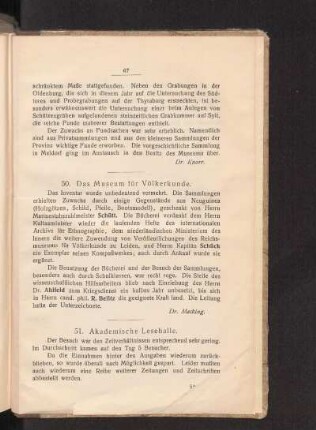 67
schränktem Maße stattgefunden. Neben den Grabungen in der
Oldenburg, die sich in diesem Jahr auf die Untersuchung des Süd-
tores und Probegrabungen auf der Thyraburg erstreckten, ist be-
sonders erwähnenswert die Untersuchung einer beim Anlegen von
Schützengräben aufgefundenen steinzeitlichen Grabkammer auf Sylt,
die reiche Funde mehrerer Bestattungen enthielt.
Der Zuwachs an Fundsachen war sehr erfreulich. Namentlich
sind aus Privatsammlungen und aus den kleineren Sammlungen der
Provinz wichtige Funde erworben. Die vorgeschichtliche Sammlung
in Meldorf ging im Austausch in den Besitz des Museums über.
Dr. Knorr.
50. Das Museum für Völkerkunde.
Das Inventar wurde unbedeutend vermehrt. Die Sammlungen
erhielten Zuwachs durch einige Gegenstände aus Neuguinea
(Holzglitzen, Schild, Pfeile, Bootsmodell), geschenkt von Herrn
Schütt. Die Bücherei verdankt dem Herrn
Kultusminister wieder die laufenden Hefte des internationalen
Archivs für Ethnographie, dem niederländischen Ministerium des
Innern die weitere Zuwendung von Veröffentlichungen des Reichs-
museums für Völkerkunde zu Leiden, und Herrn Kapitän Schück
ein Exemplar seines Kompaßwerkes, auch durch Ankauf wurde sie
ergänzt.
Die Benutzung der Bücherei und der Besuch der Sammlungen,
besonders auch durch Schulklassen, war recht rege. Die Stelle des
wissenschaftlichen Hilfsarbeiters blieb nach Einziehung des Herrn
Dr. Ahlfeld zum Kriegsdienst ein halbes Jahr unbesetzt, bis sich
in Herrn cand. phil. R. Beßitz die geeignete Kraft fand. Die Leitung
hatte der Unterzeichnete.
Dr. Mading.
51. Akademische Lesehalle.
Der Besuch war den Zeitverhältnissen entsprechend sehr gering.
Im Durchschnitt kamen auf den Tag 5 Besucher.
Da die Einnahmen hinter den Ausgaben wiederum zurück-
blieben, so wurde überall nach Möglichkeit gespart. Leider mußten
auch wiederum eine Reihe weiterer Zeitungen und Zeitschriften
abbestellt werden.
5*